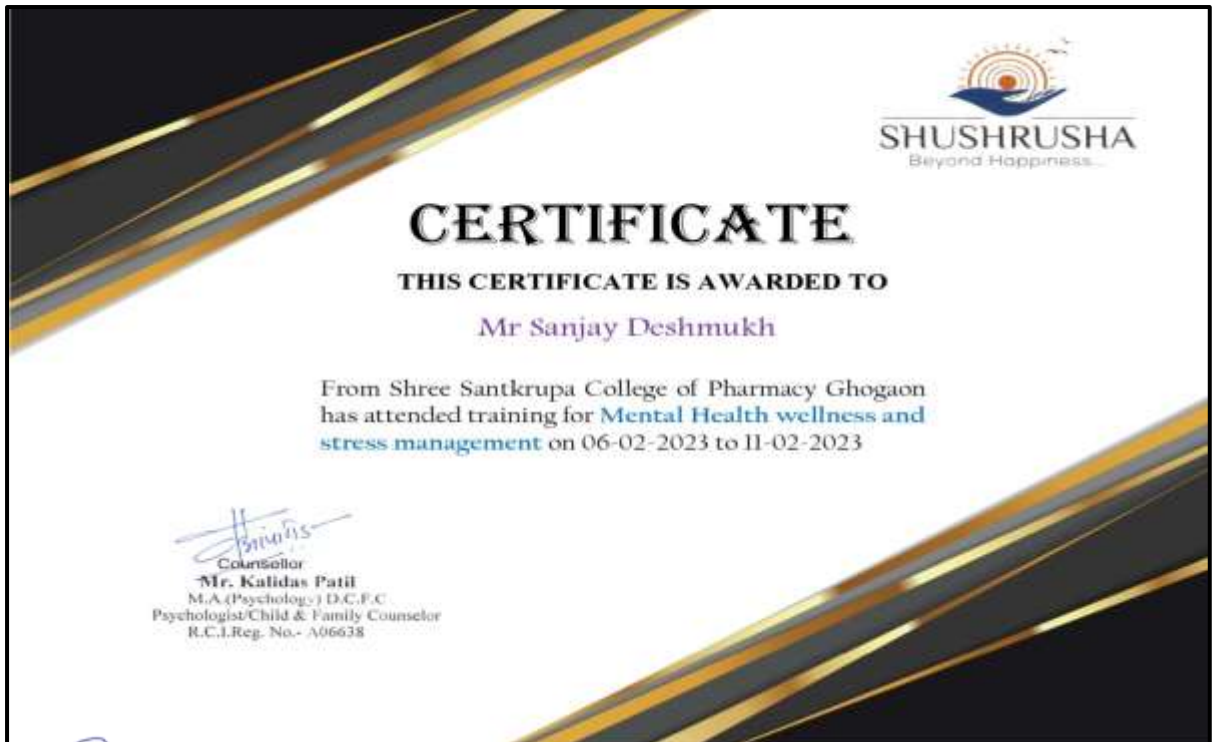 SHUSHRUSHA
Beyond Happiness...
CERTIFICATE
THIS CERTIFICATE IS AWARDED TO
Mr Sanjay Deshmukh
From Shree Santkrupa College of Pharmacy Ghogaon
has attended training for Mental Health wellness and
stress management on 06-02-2023 to 11-02-2023
Counsellor
Mr. Kalidas Patil
M.A.(Psychology) D.C.F.C
Psychologist/Child & Family Counselor
R.C.I.Reg. No.- A06638